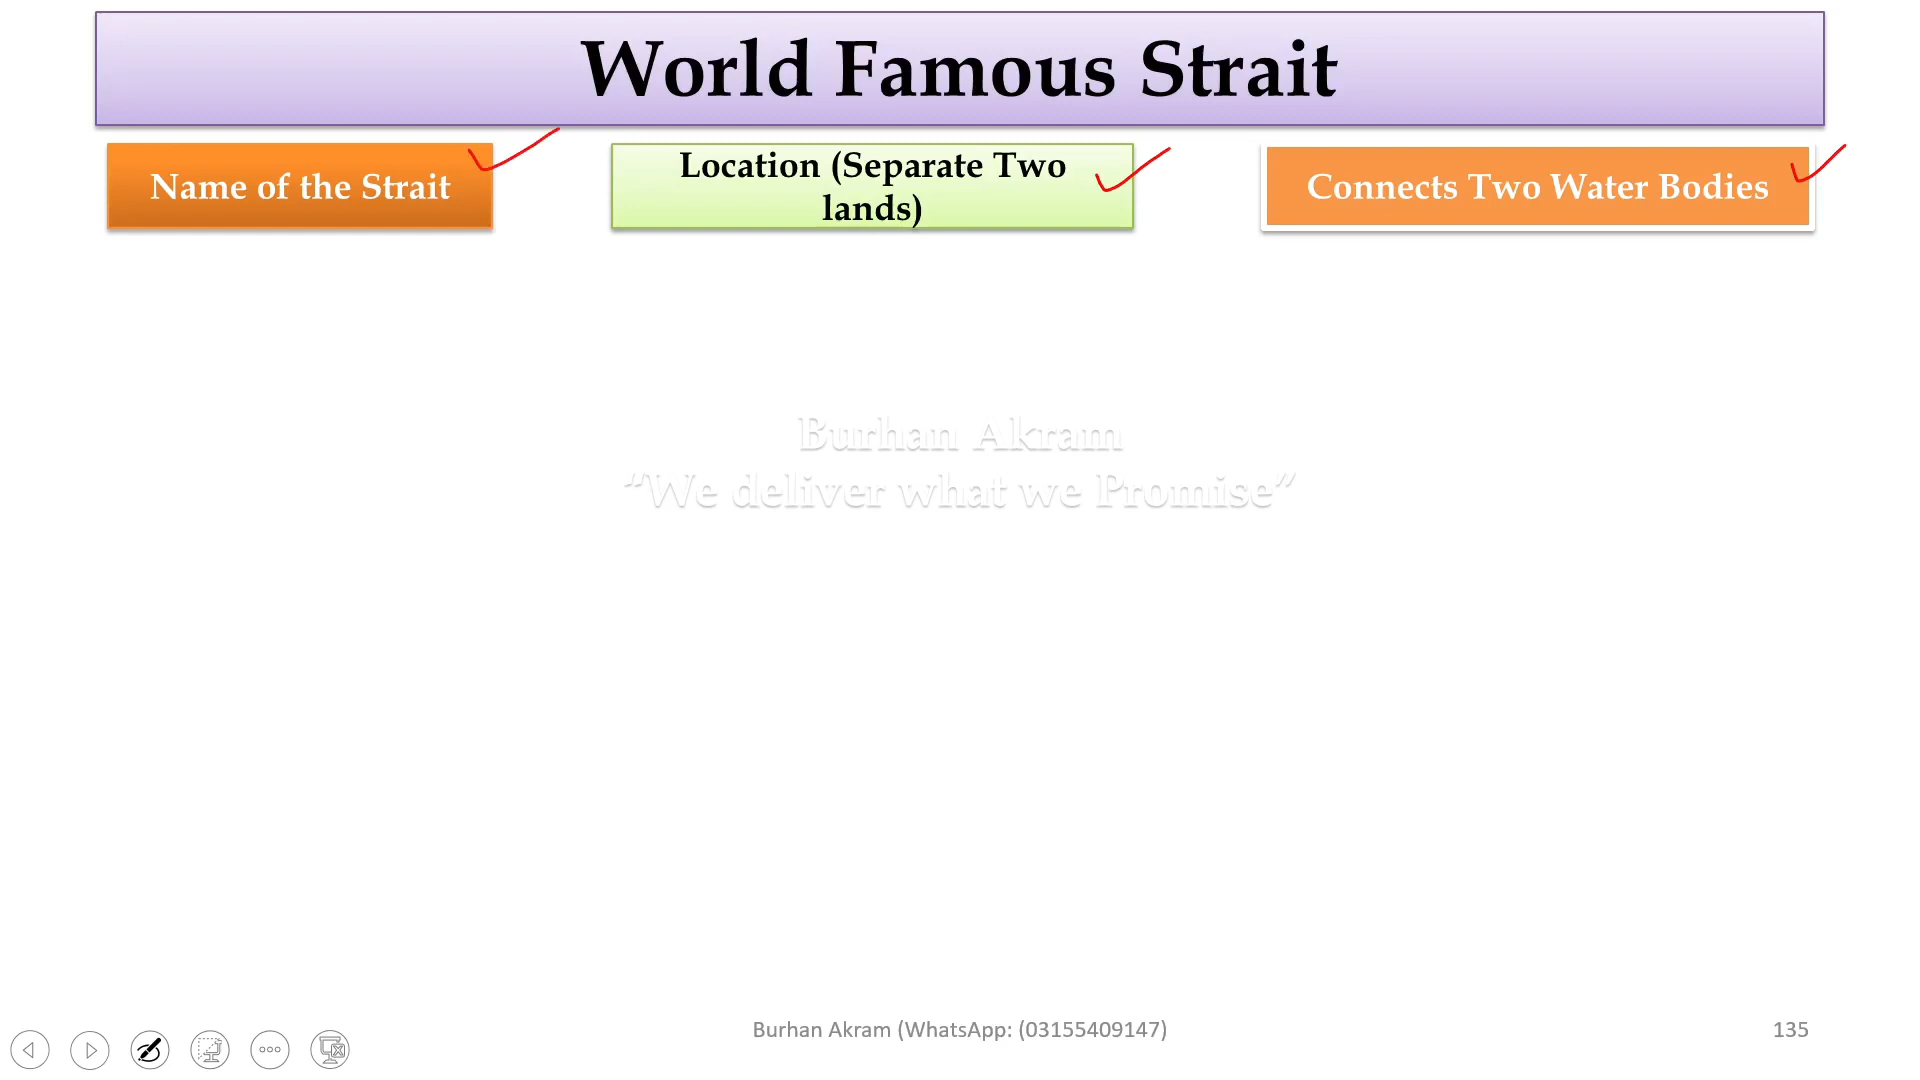 World Famous Strait
Name of the Strait
Location (Separate Two
lands)
Connects Two Water Bodies
Burhan Akram
“We deliver what we Promise”
Burhan Akram (WhatsApp: (03155409147)
135